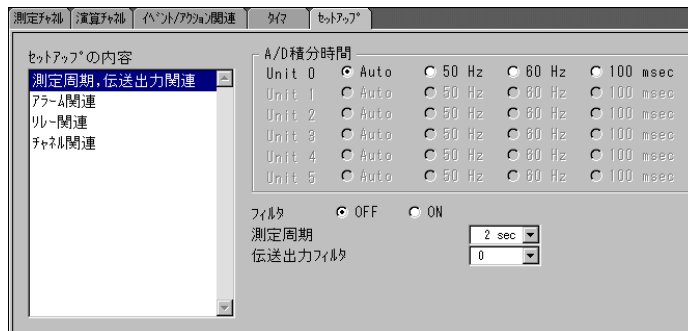 測定ﾁｬﾈﾙ 演算ﾁｬﾈﾙ ｲﾍﾞﾝﾄ/ｱｸｼｮﾝ関連 ﾀｲﾏ ｾｯﾄｱｯﾌﾟ
ｾｯﾄｱｯﾌﾟの内容
測定周期,伝送出力関連
ｱﾗｰﾑ関連
ﾘﾚｰ関連
ﾁｬﾈﾙ関連
A/D積分時間
Unit 0 Auto 50 Hz 60 Hz 100 msec
Unit 1 Auto 50 Hz 60 Hz 100 msec
Unit 2 Auto 50 Hz 60 Hz 100 msec
Unit 3 Auto 50 Hz 60 Hz 100 msec
Unit 4 Auto 50 Hz 60 Hz 100 msec
Unit 5 Auto 50 Hz 60 Hz 100 msec
ﾌｨﾙﾀ OFF ON
測定周期 2 sec
伝送出力ﾌｨﾙﾀ 0